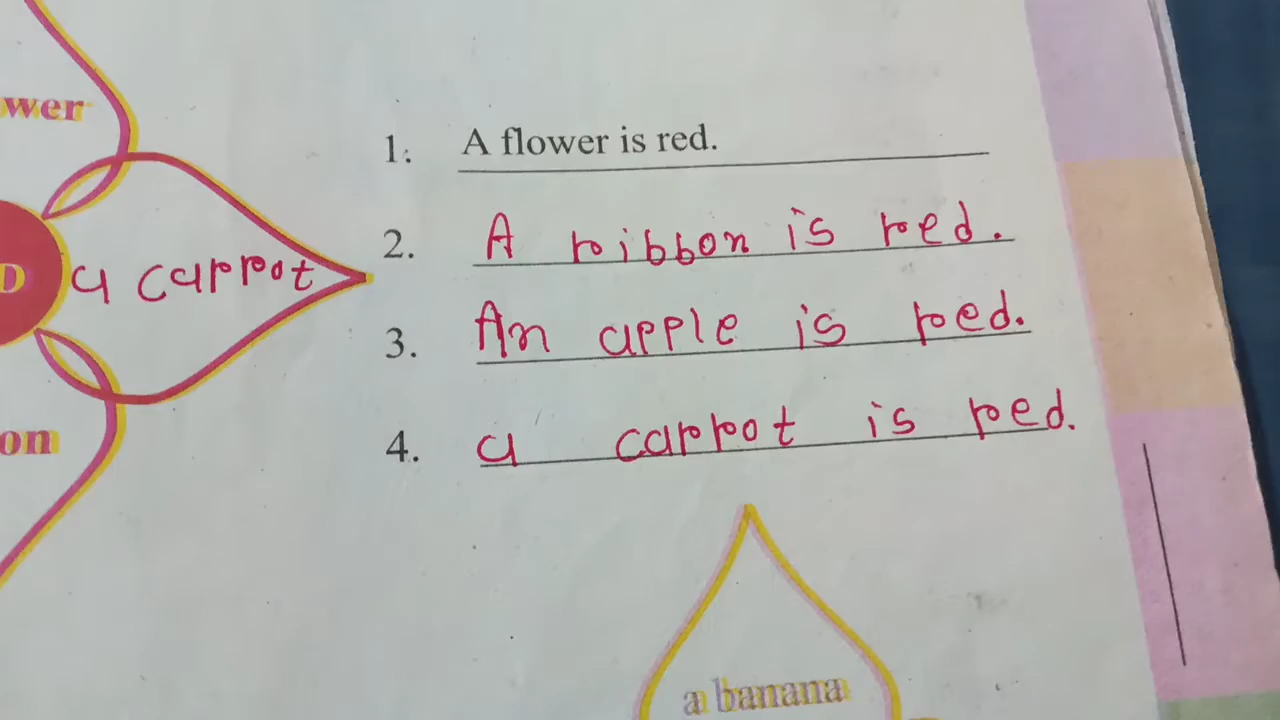 wer
1. A flower is red.
2. A ribbon is red.
D a carrot
3. An apple is red.
on
4. a carrot is red.
a banana